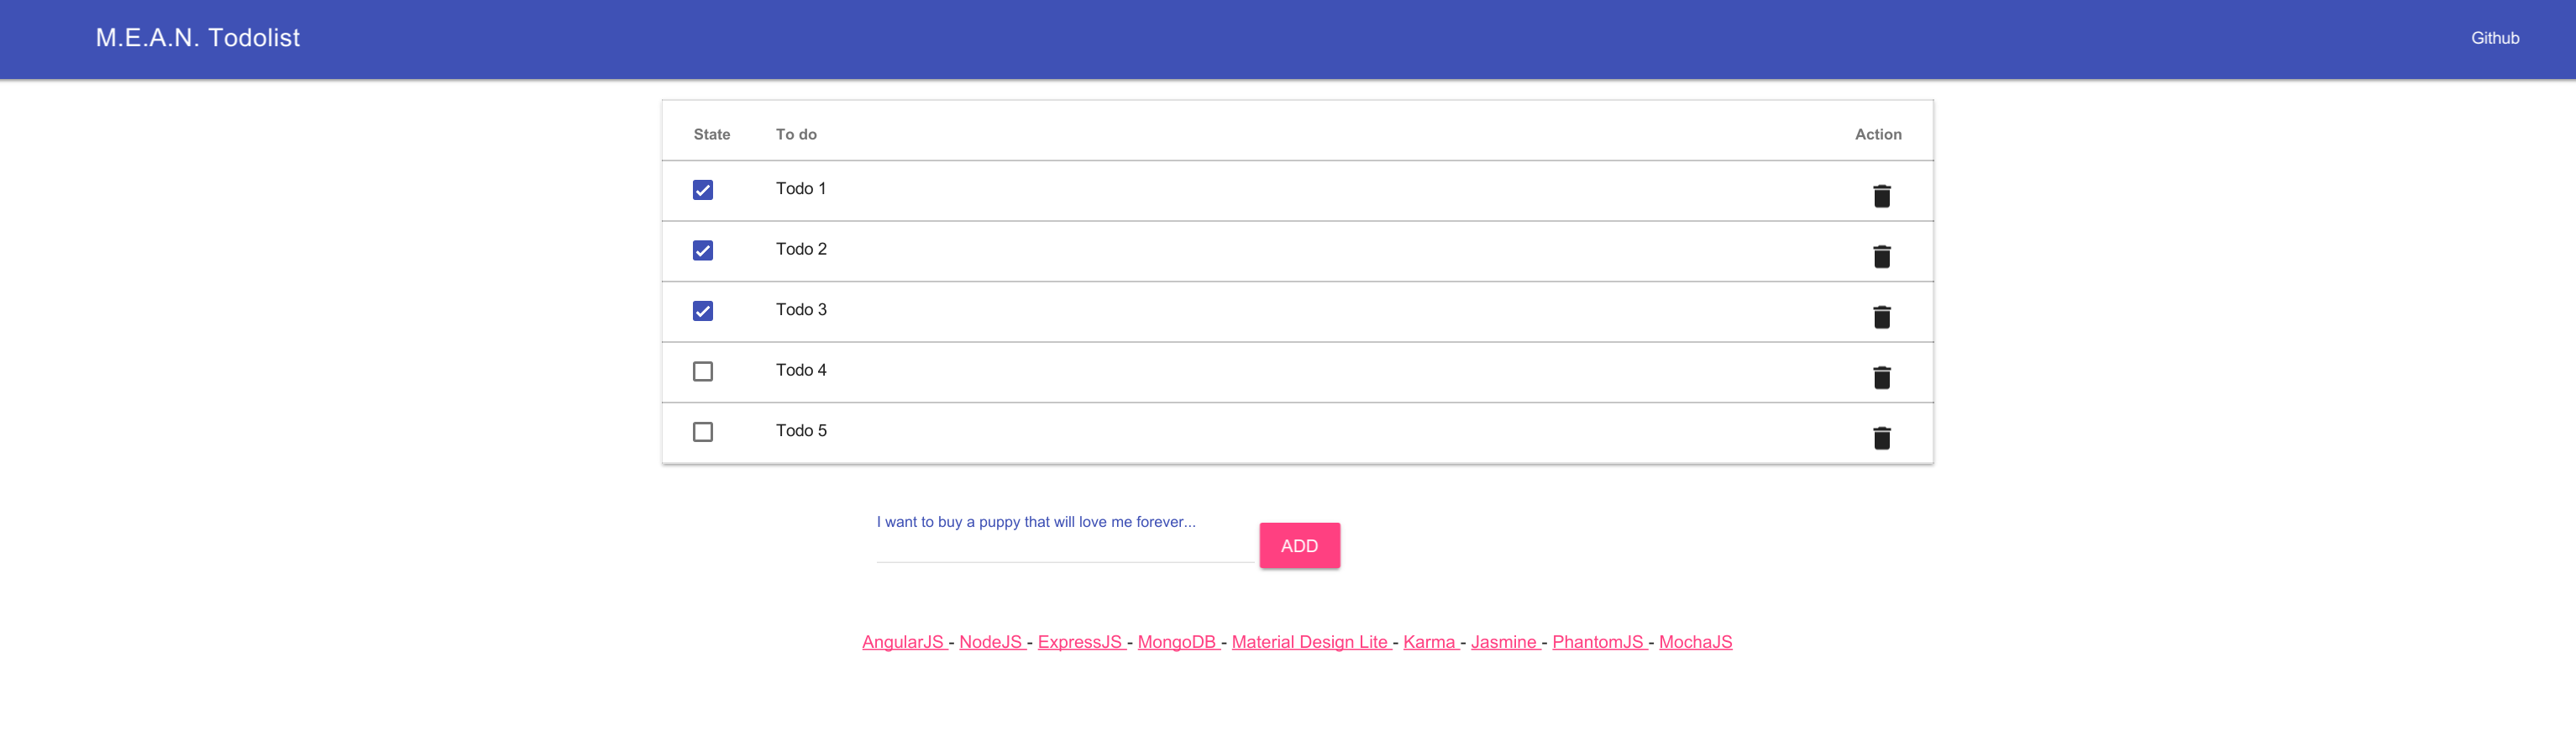 M.E.A.N. Todolist
Github
State To do Action
Todo 1
Todo 2
Todo 3
Todo 4
Todo 5
I want to buy a puppy that will love me forever...
ADD
AngularJS - NodeJS - ExpressJS - MongoDB - Material Design Lite - Karma - Jasmine - PhantomJS - MochaJS